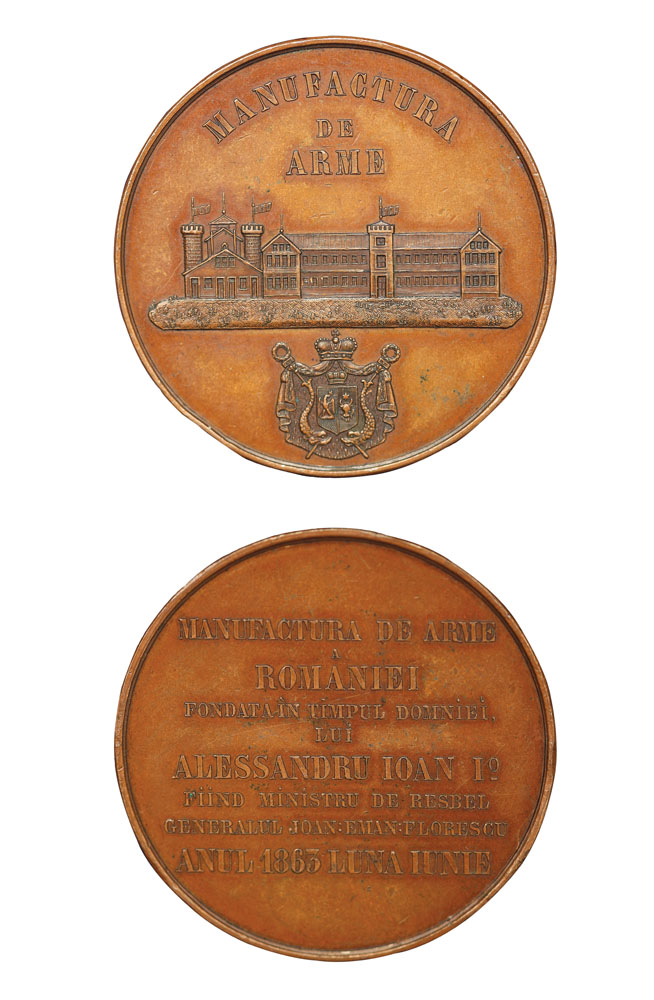 MANUFACTURA
DE
ARME
MANUFACTURA DE ARME
A
ROMANIEI
FONDATA-IN TIMPUL DOMNIEI,
LUI
ALESSANDRU IOAN Iº
FIIND MINISTRU DE RESBEL
GENERALUL JOAN:EMAN:FLORESCU
ANUL 1863 LUNA IUNIE